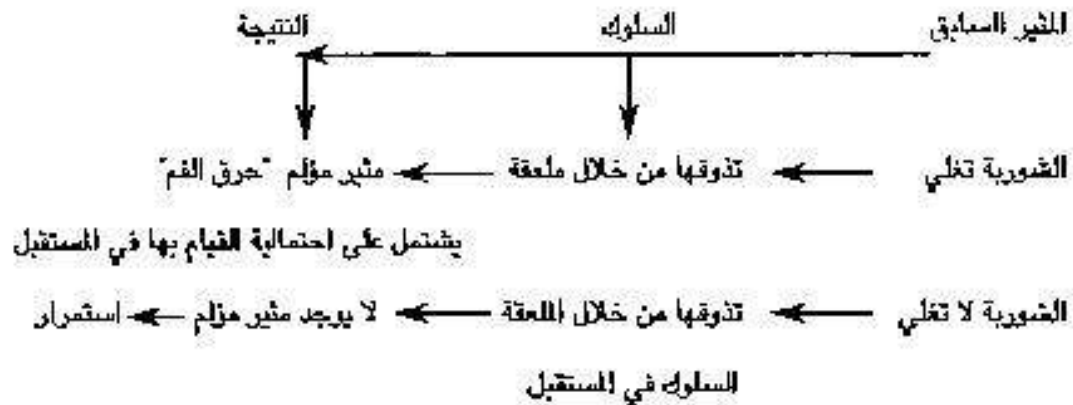 المثير السابق السلوك النتيجة
الشوربة تغلي تذوقها من خلال ملعقة مثير مؤلم "حرق الفم"
يشتمل على احتمالية القيام بها في المستقبل
الشوربة لا تغلي تذوقها من خلال الملعقة لا يوجد مثير مؤلم استمرار
السلوك في المستقبل